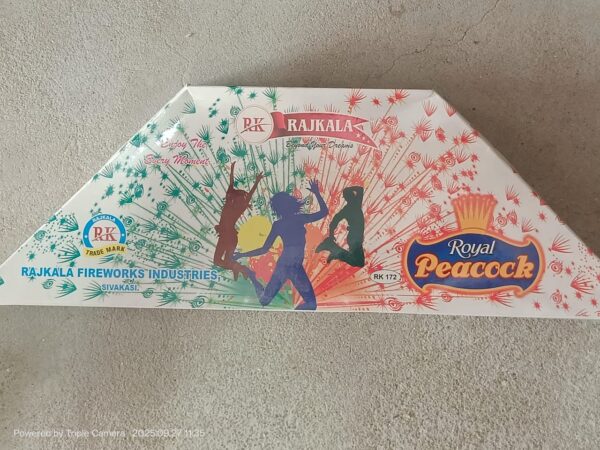 RK RAJKALA
Beyond Your Dreams
Enjoy The
Every Moment
RAJKALA
RK
TRADE MARK
RAJKALA FIREWORKS INDUSTRIES,
SIVAKASI.
RK 172
Royal
Peacock
Powered by Triple Camera 2025:09:27 11:35